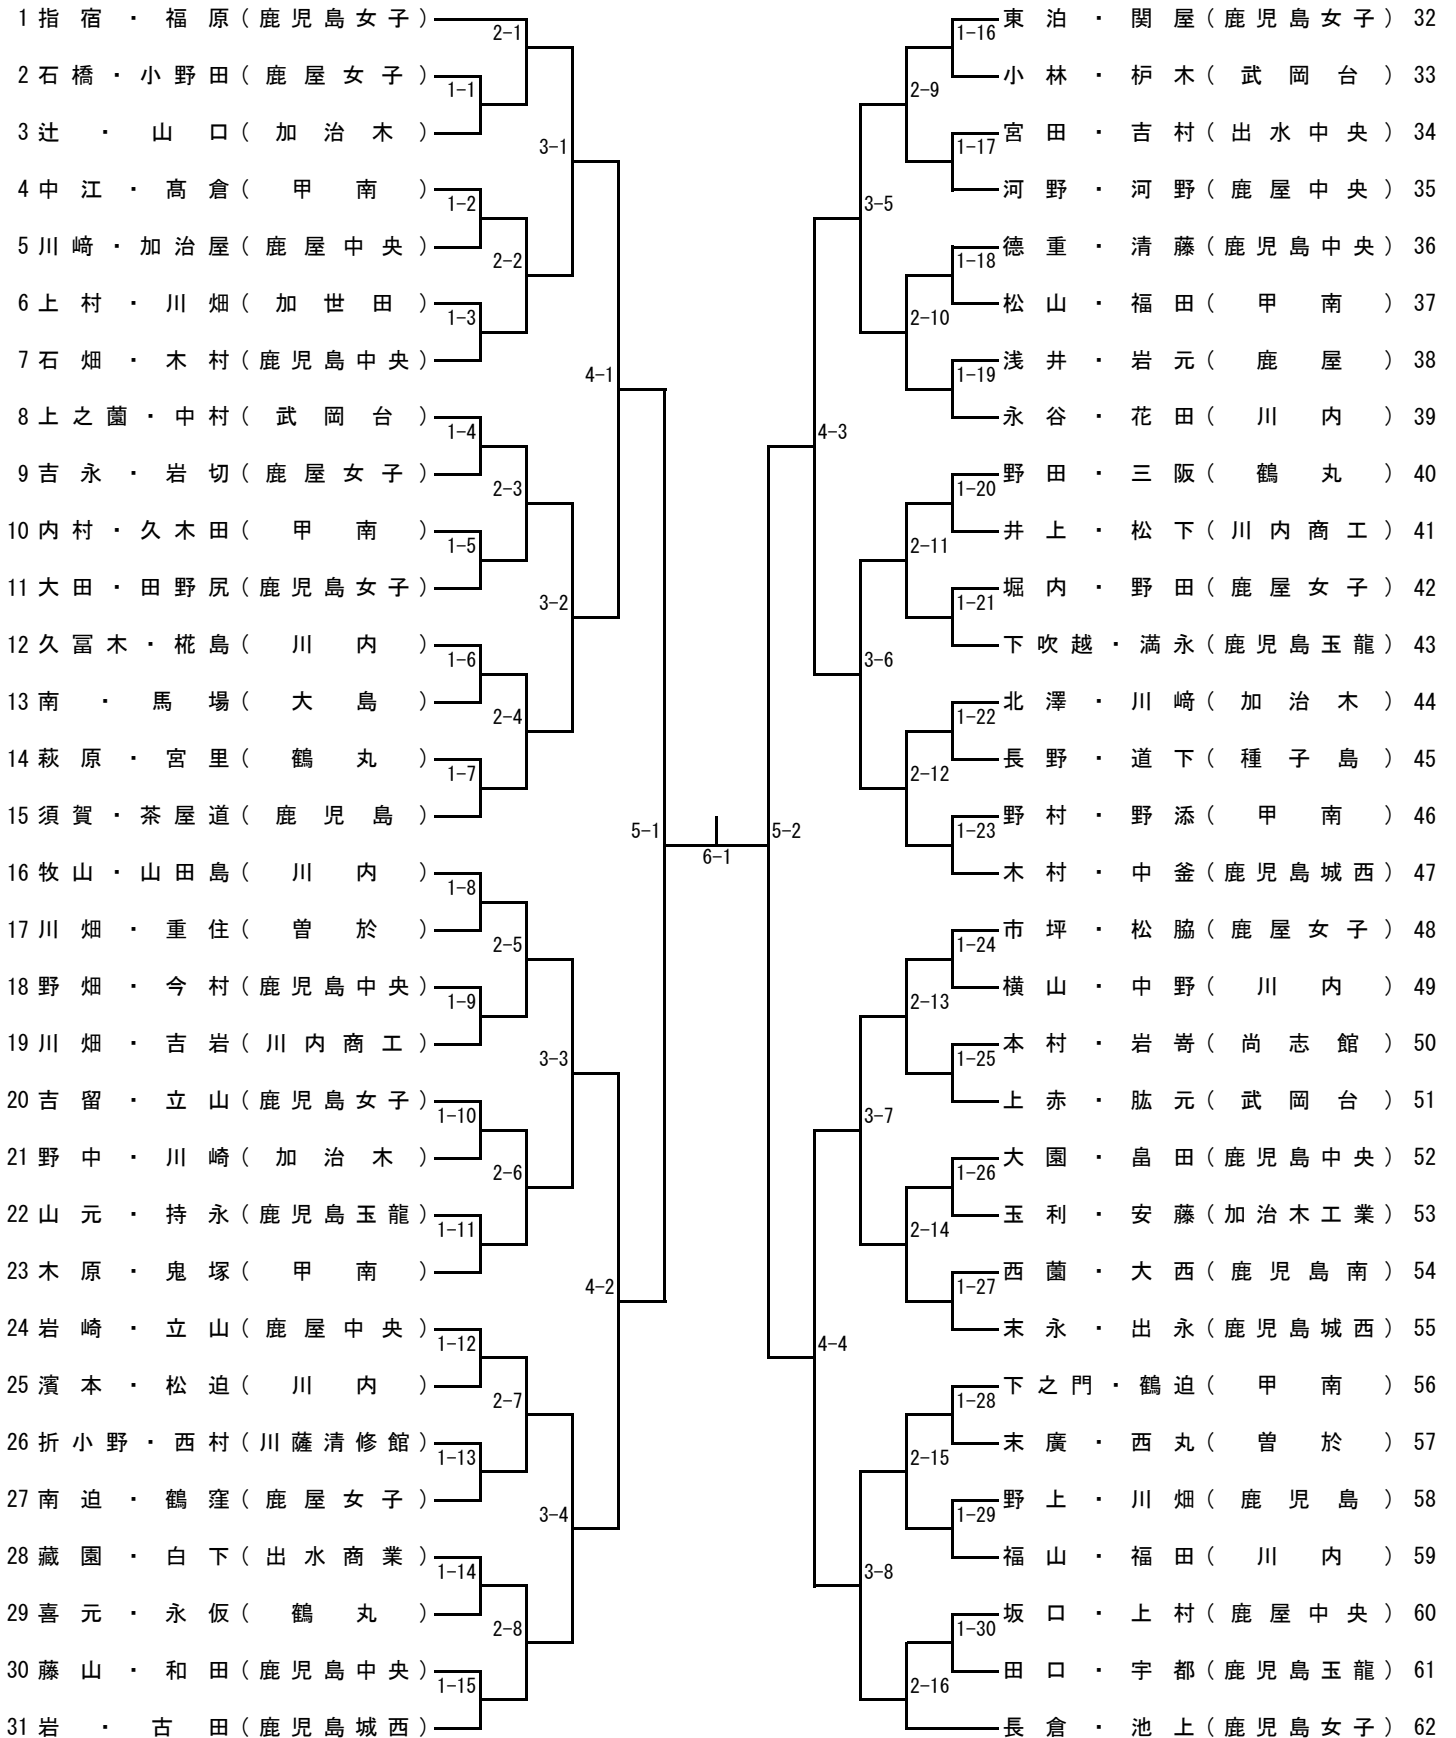 1 指宿・福原(鹿児島女子)
2 石橋・小野田(鹿屋女子)
3 辻・山口(加治木)
4 中江・髙倉(甲南)
5 川﨑・加治屋(鹿屋中央)
6 上村・川畑(加世田)
7 石畑・木村(鹿児島中央)
8 上之薗・中村(武岡台)
9 吉永・岩切(鹿屋女子)
10 内村・久木田(甲南)
11 大田・田野尻(鹿児島女子)
12 久冨木・椛島(川内)
13 南・馬場(大島)
14 萩原・宮里(鶴丸)
15 須賀・茶屋道(鹿児島)
16 牧山・山田島(川内)
17 川畑・重住(曽於)
18 野畑・今村(鹿児島中央)
19 川畑・吉岩(川内商工)
20 吉留・立山(鹿児島女子)
21 野中・川崎(加治木)
22 山元・持永(鹿児島玉龍)
23 木原・鬼塚(甲南)
24 岩崎・立山(鹿屋中央)
25 濱本・松迫(川内)
26 折小野・西村(川薩清修館)
27 南迫・鶴窪(鹿屋女子)
28 藏園・白下(出水商業)
29 喜元・永仮(鶴丸)
30 藤山・和田(鹿児島中央)
31 岩・古田(鹿児島城西)
1-1
1-2
1-3
1-4
1-5
1-6
1-7
1-8
1-9
1-10
1-11
1-12
1-13
1-14
1-15
2-1
2-2
2-3
2-4
2-5
2-6
2-7
2-8
3-1
3-2
3-3
3-4
4-1
4-2
5-1
6-1
5-2
4-3
4-4
3-5
3-6
3-7
3-8
2-9
2-10
2-11
2-12
2-13
2-14
2-15
2-16
1-16
1-17
1-18
1-19
1-20
1-21
1-22
1-23
1-24
1-25
1-26
1-27
1-28
1-29
1-30
東泊・関屋(鹿児島女子) 32
小林・枦木(武岡台) 33
宮田・吉村(出水中央) 34
河野・河野(鹿屋中央) 35
德重・清藤(鹿児島中央) 36
松山・福田(甲南) 37
浅井・岩元(鹿屋) 38
永谷・花田(川内) 39
野田・三阪(鶴丸) 40
井上・松下(川内商工) 41
堀内・野田(鹿屋女子) 42
下吹越・満永(鹿児島玉龍) 43
北澤・川﨑(加治木) 44
長野・道下(種子島) 45
野村・野添(甲南) 46
木村・中釜(鹿児島城西) 47
市坪・松脇(鹿屋女子) 48
横山・中野(川内) 49
本村・岩嵜(尚志館) 50
上赤・肱元(武岡台) 51
大園・畠田(鹿児島中央) 52
玉利・安藤(加治木工業) 53
西薗・大西(鹿児島南) 54
末永・出永(鹿児島城西) 55
下之門・鶴迫(甲南) 56
末廣・西丸(曽於) 57
野上・川畑(鹿児島) 58
福山・福田(川内) 59
坂口・上村(鹿屋中央) 60
田口・宇都(鹿児島玉龍) 61
長倉・池上(鹿児島女子) 62